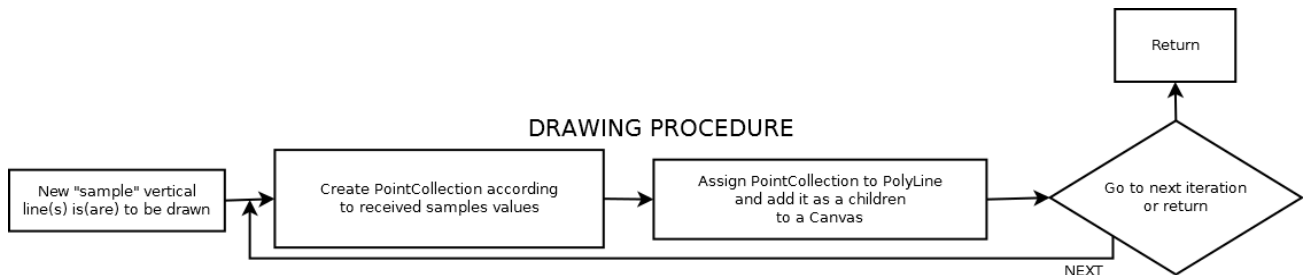 Return
DRAWING PROCEDURE
New "sample" vertical
line(s) is(are) to be drawn
Create PointCollection according
to received samples values
Assign PointCollection to PolyLine
and add it as a children
to a Canvas
Go to next iteration
or return
NEXT